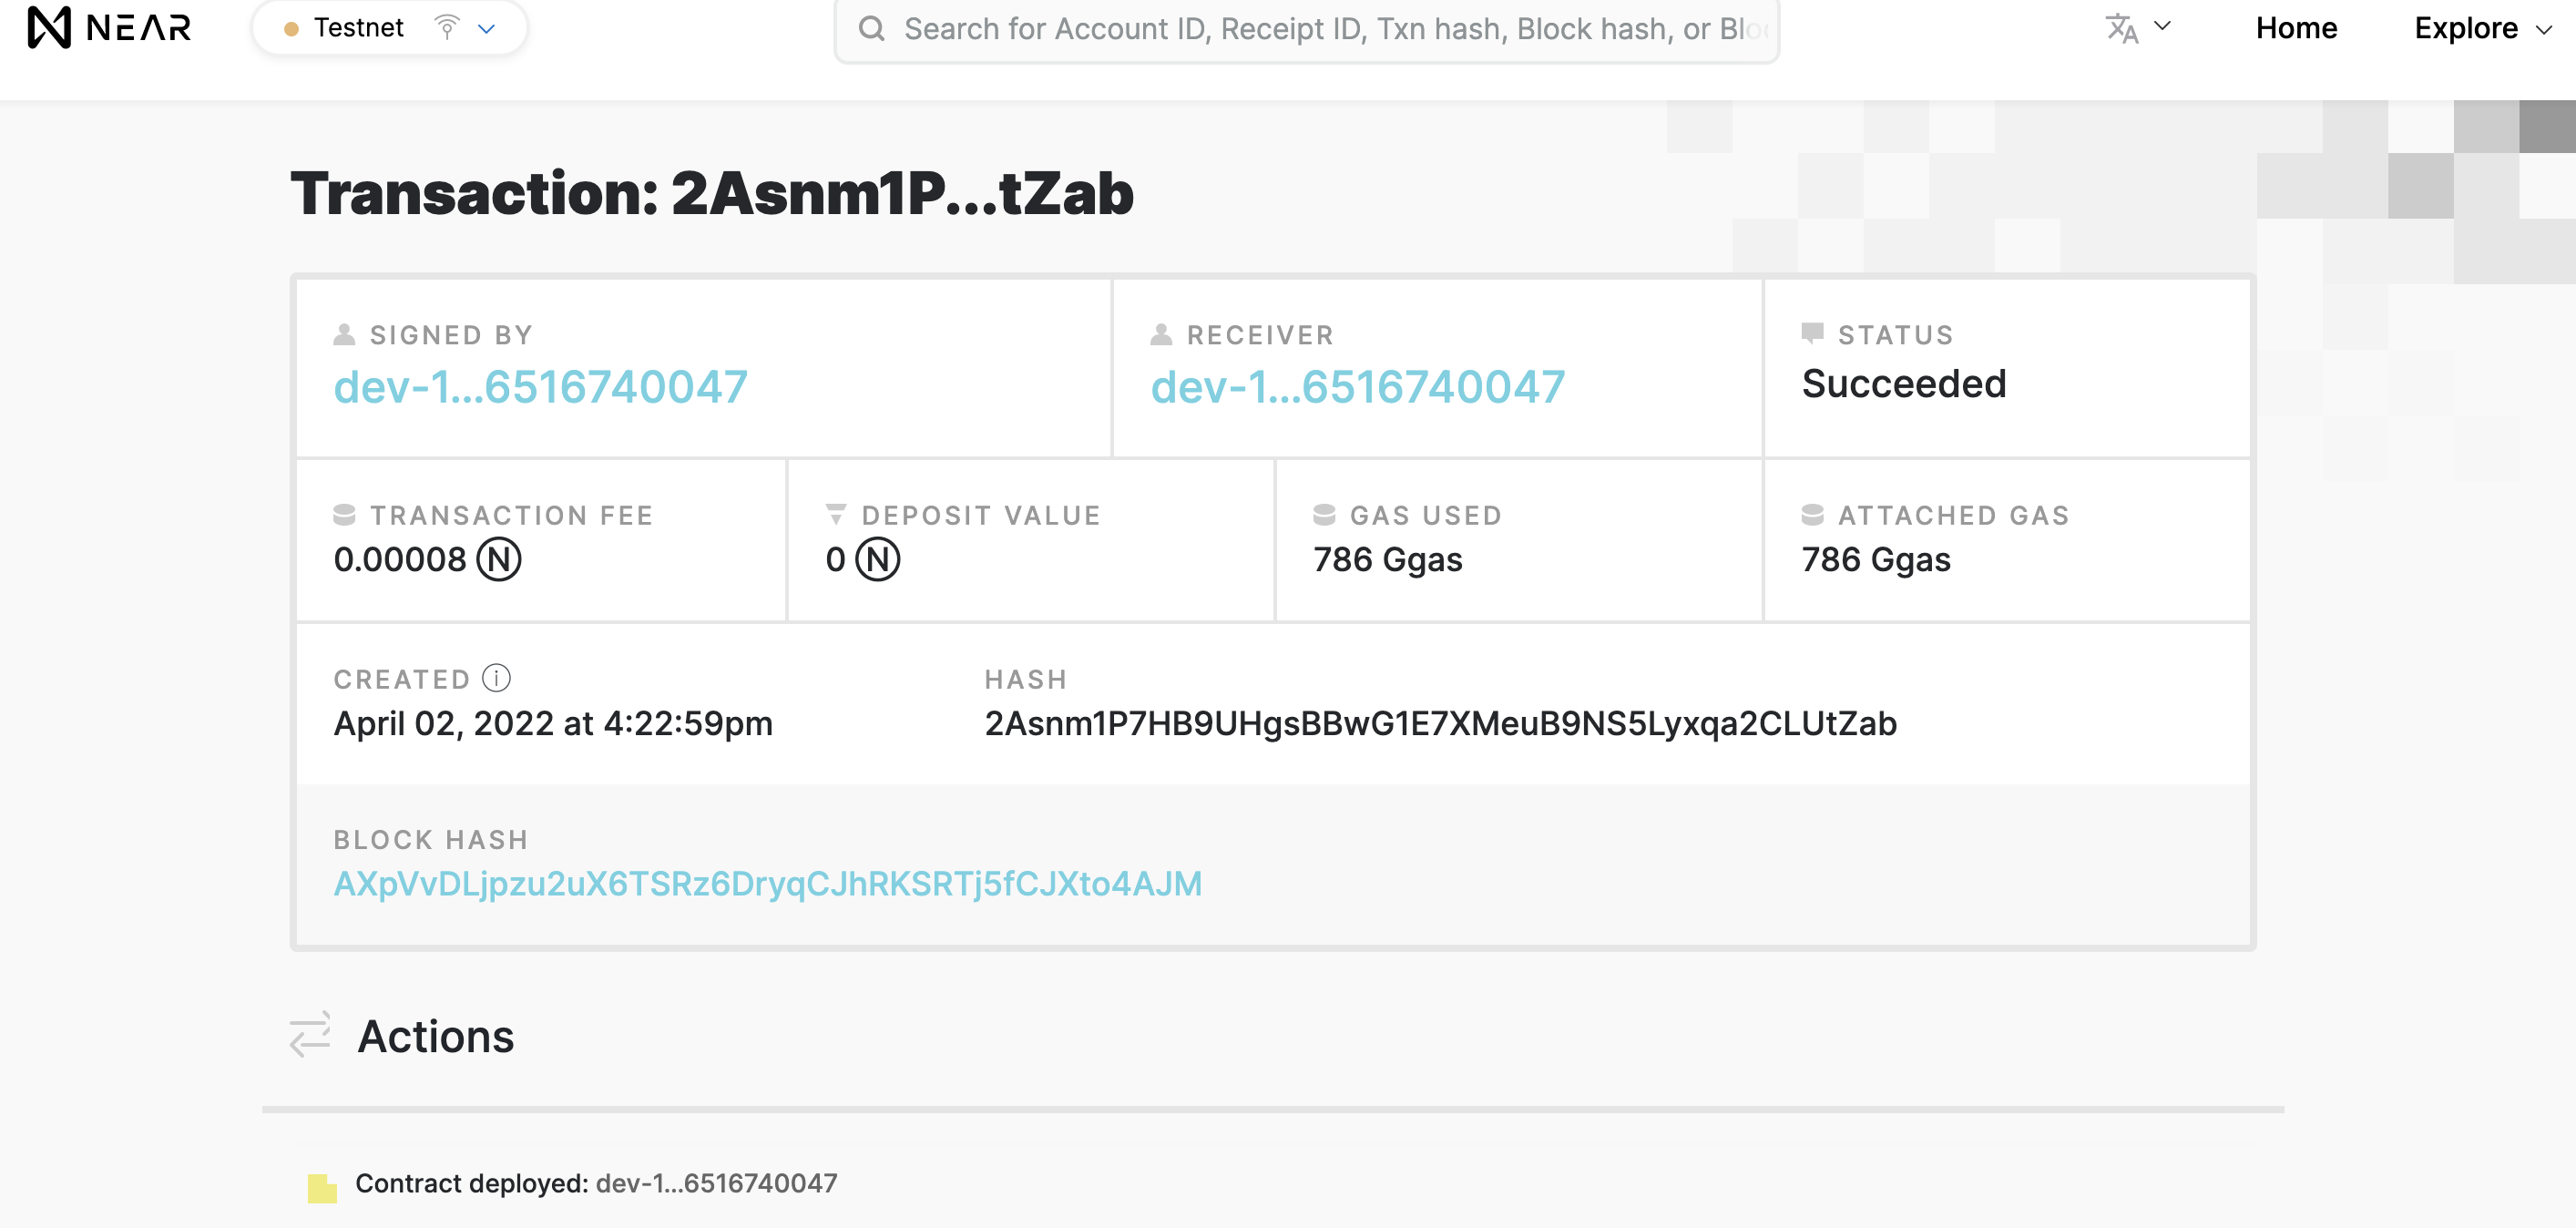 NEAR
Testnet
Search for Account ID, Receipt ID, Txn hash, Block hash, or Bloc
Home
Explore
Transaction: 2Asnm1P...tZab
SIGNED BY
dev-1...6516740047
RECEIVER
dev-1...6516740047
STATUS
Succeeded
TRANSACTION FEE
0.00008 N
DEPOSIT VALUE
0 N
GAS USED
786 Ggas
ATTACHED GAS
786 Ggas
CREATED
April 02, 2022 at 4:22:59pm
HASH
2Asnm1P7HB9UHgsBBwG1E7XMeuB9NS5Lyxqa2CLUtZab
BLOCK HASH
AXpVvDLjpzu2uX6TSRz6DryqCJhRKSRTj5fCJXto4AJM
Actions
Contract deployed: dev-1...6516740047